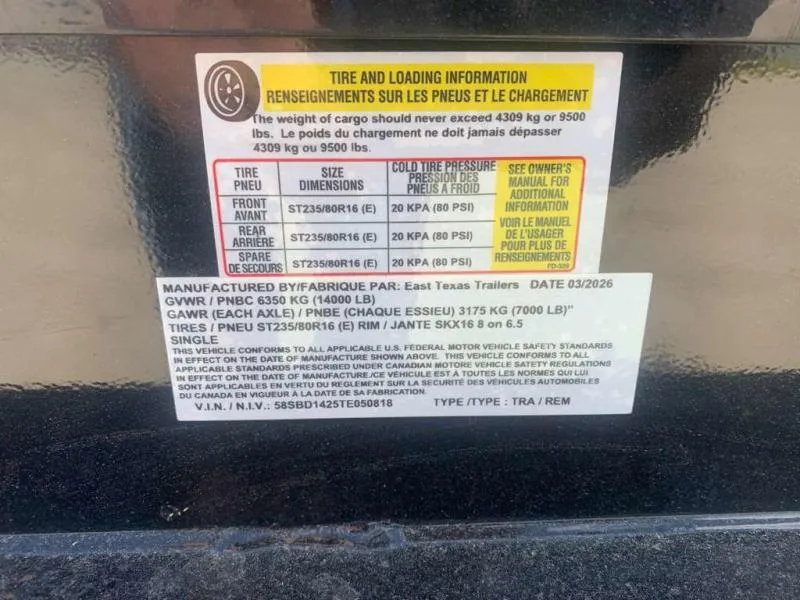 TIRE AND LOADING INFORMATION
RENSEIGNEMENTS SUR LES PNEUS ET LE CHARGEMENT
The weight of cargo should never exceed 4309 kg or 9500
lbs. Le poids du chargement ne doit jamais dépasser
4309 kg ou 9500 lbs.
TIRE PNEU SIZE DIMENSIONS COLD TIRE PRESSURE PRESSION DES PNEUS A FROID
FRONT AVANT ST235/80R16 (E) 20 KPA (80 PSI)
REAR ARRIÈRE ST235/80R16 (E) 20 KPA (80 PSI)
SPARE DE SECOURS ST235/80R16 (E) 20 KPA (80 PSI)
SEE OWNER'S
MANUAL FOR
ADDITIONAL
INFORMATION
VOIR LE MANUEL
DE L'USAGER
POUR PLUS DE
RENSEIGNEMENTS
MANUFACTURED BY/FABRIQUE PAR: East Texas Trailers DATE 03/2026
GVWR / PNBC 6350 KG (14000 LB)
GAWR (EACH AXLE) / PNBE (CHAQUE ESSIEU) 3175 KG (7000 LB)"
TIRES / PNEU ST235/80R16 (E) RIM / JANTE SKX16 8 on 6.5
SINGLE
THIS VEHICLE CONFORMS TO ALL APPLICABLE U.S. FEDERAL MOTOR VEHICLE SAFETY STANDARDS
IN EFFECT ON THE DATE OF MANUFACTURE SHOWN ABOVE. THIS VEHICLE CONFORMS TO ALL
APPLICABLE STANDARDS PRESCRIBED UNDER CANADIAN MOTORE VEHICLE SAFETY REGULATIONS
IN EFFECT ON THE DATE OF MANUFATURE./CE VÉHICULE EST À TOUTES LES NORMES QUI LUI
SONT APPLICABLES EN VERTU DU REGLEMENT SUR LA SECURITÉ DES VÉHICULES AUTOMOBILES
DU CANADA EN VIGUEUR À LA DATE DE SA FABRICATION.
V.I.N. / N.I.V.: 58SBD1425TE050818 TYPE /TYPE : TRA / REM